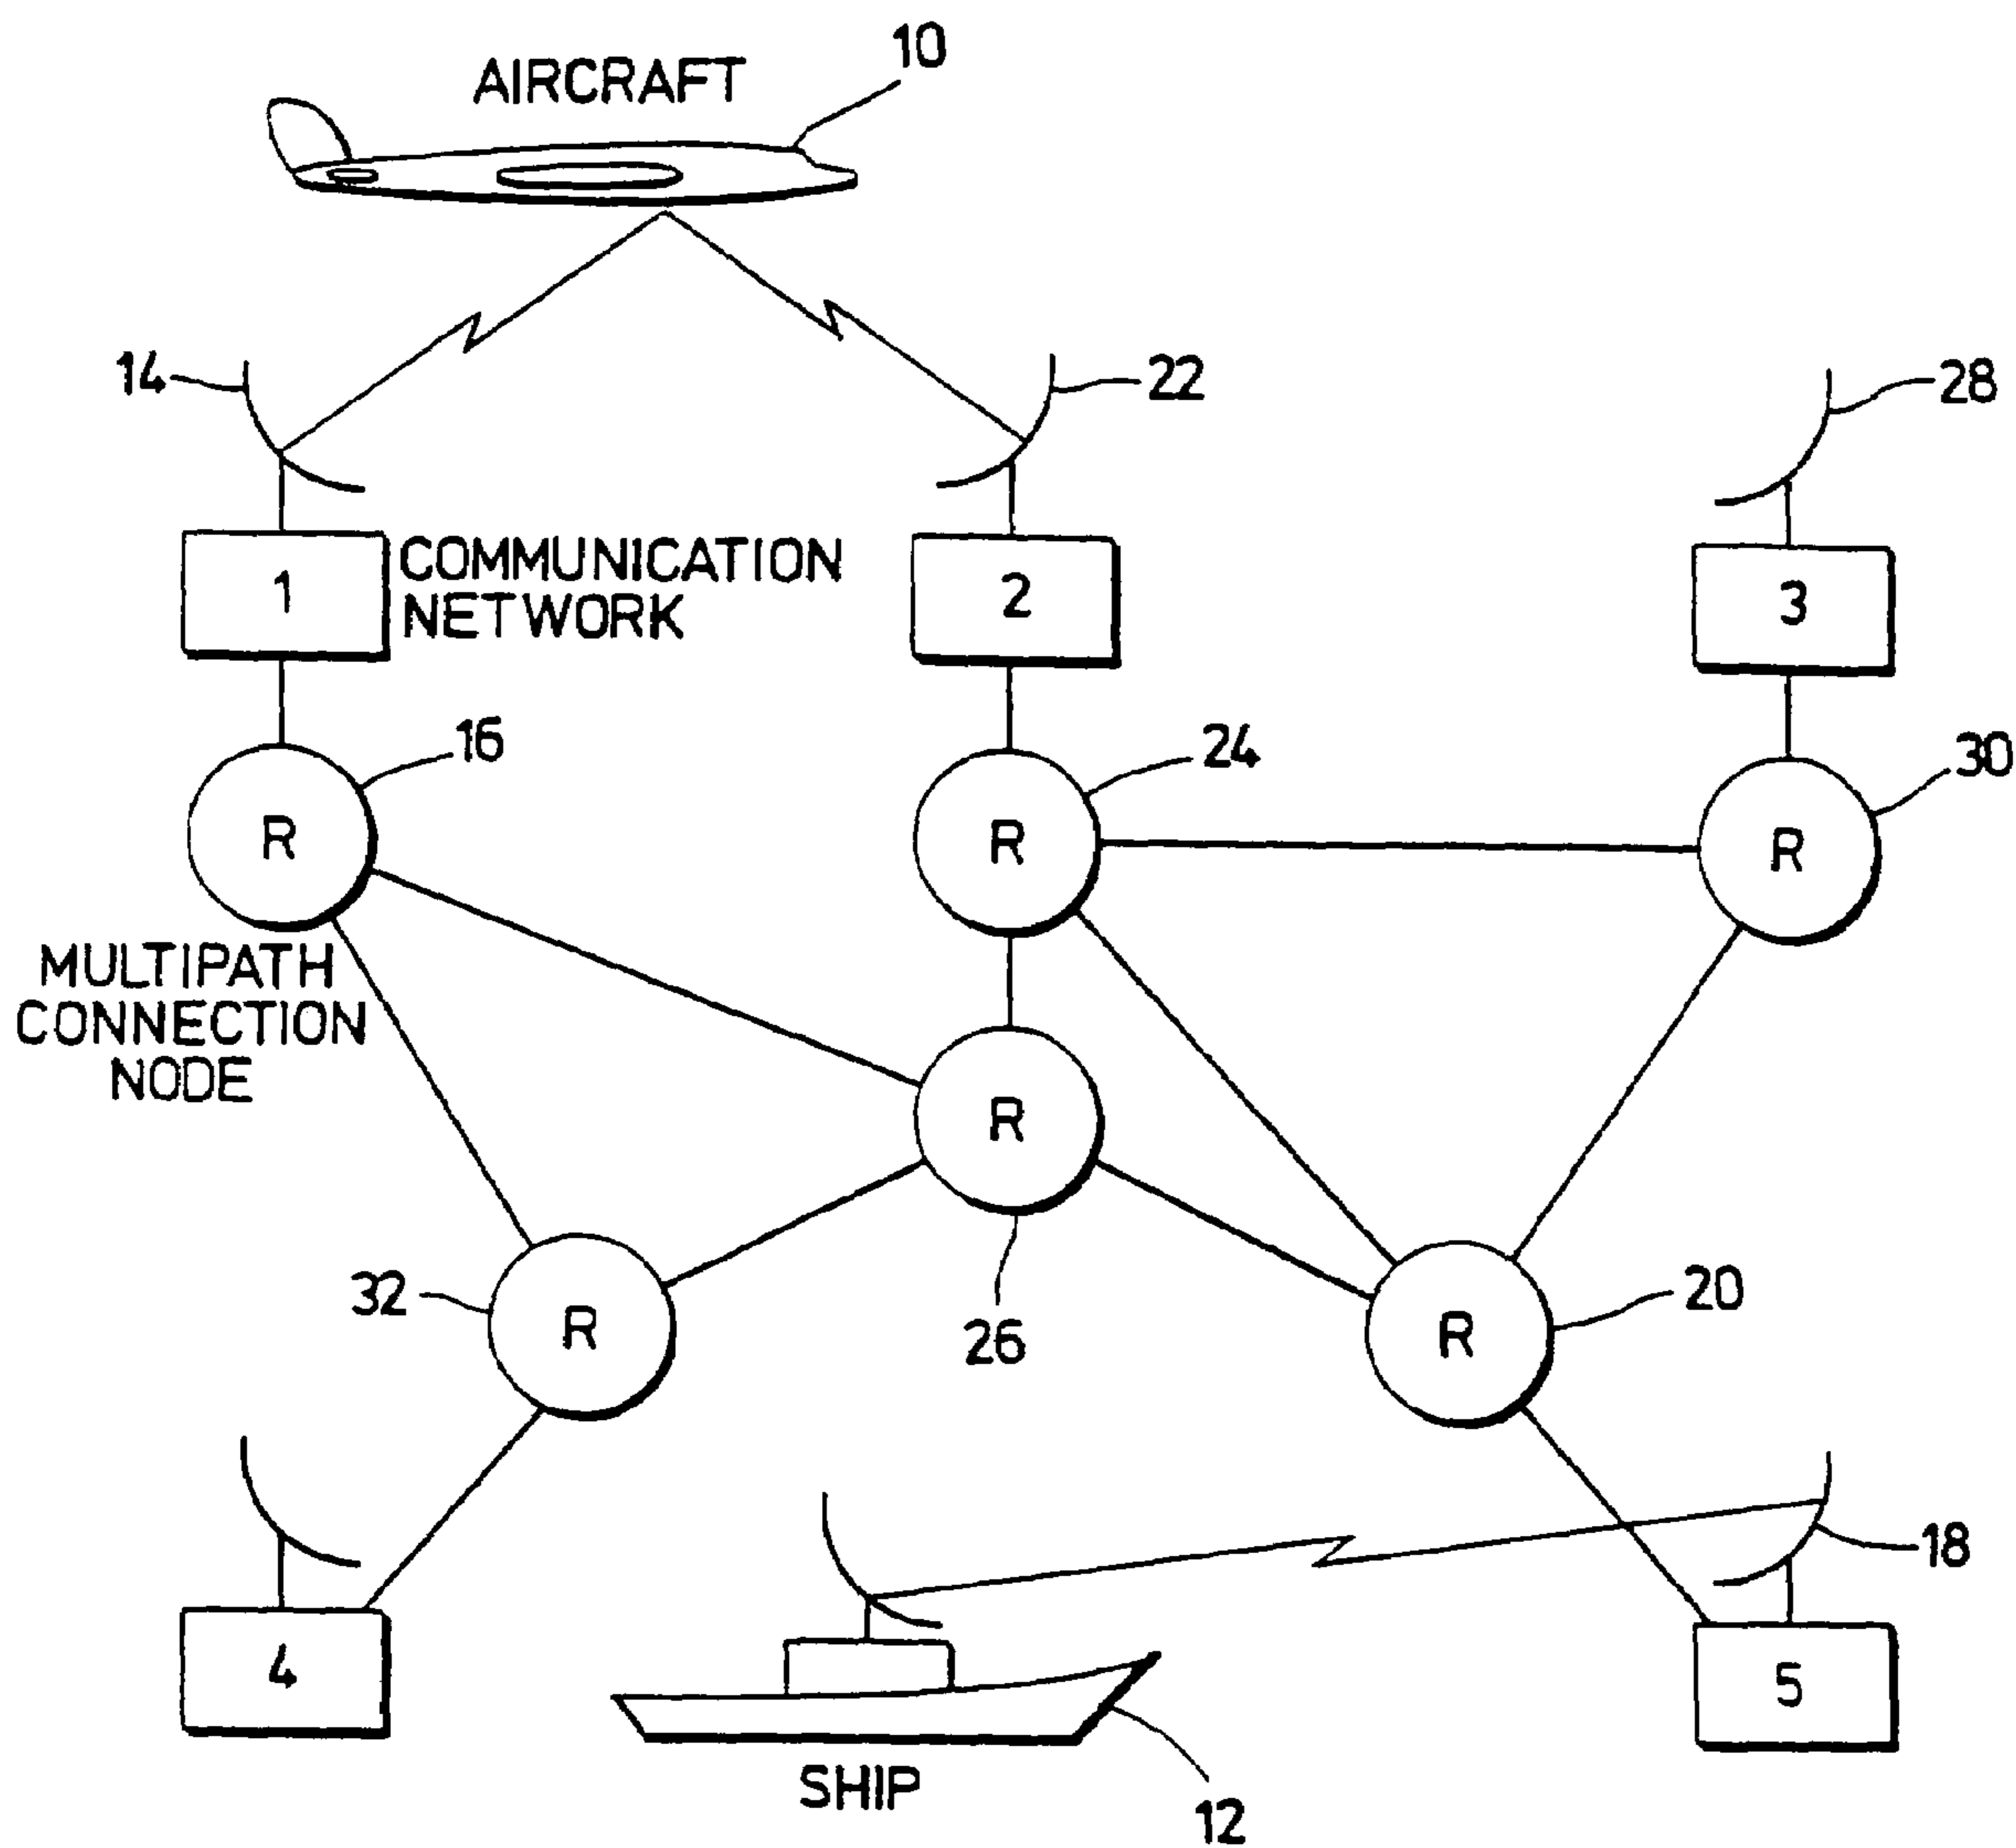 10
AIRCRAFT
14
22
28
1
COMMUNICATION
NETWORK
2
3
16
24
30
R
R
R
MULTIPATH
CONNECTION
NODE
R
32
R
26
R
20
18
4
5
SHIP
12